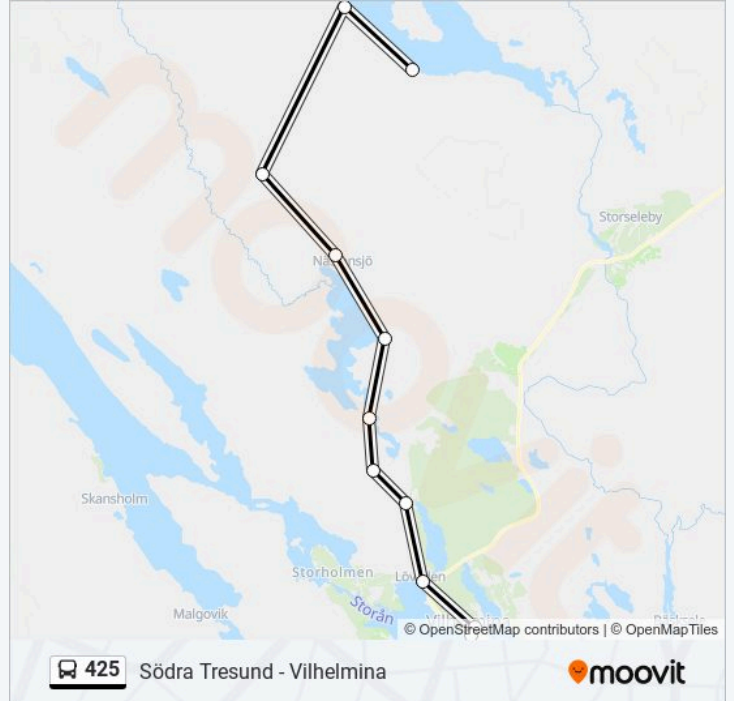 Storseleby
Skansholm
Storholmen
Storån
Malgovik
© OpenStreetMap contributors | © OpenMapTiles
425
Södra Tresund - Vilhelmina
moovit